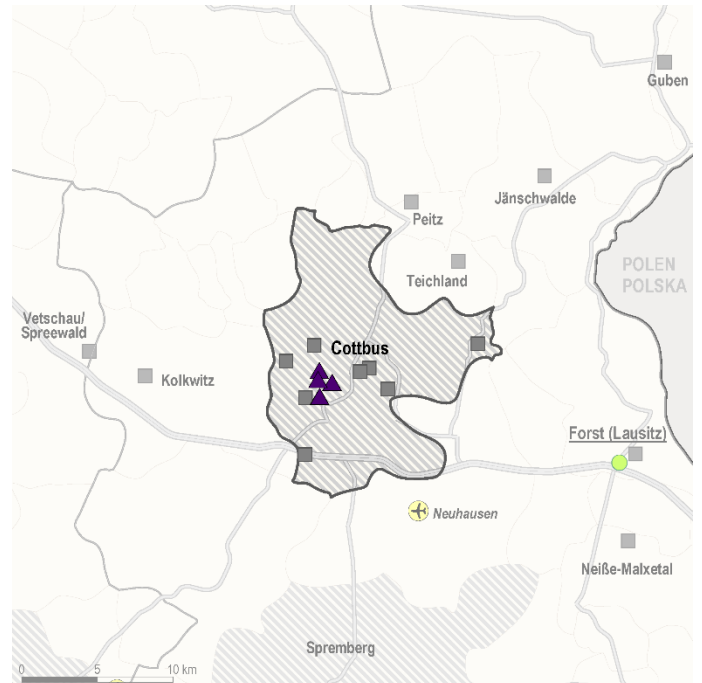 Guben
Jänschwalde
Peitz
Teichland
POLEN
POLSKA
Vetschau/
Spreewald
Cottbus
Kolkwitz
Forst (Lausitz)
Neuhausen
Neiße-Malxetal
Spremberg
0 5 10 km